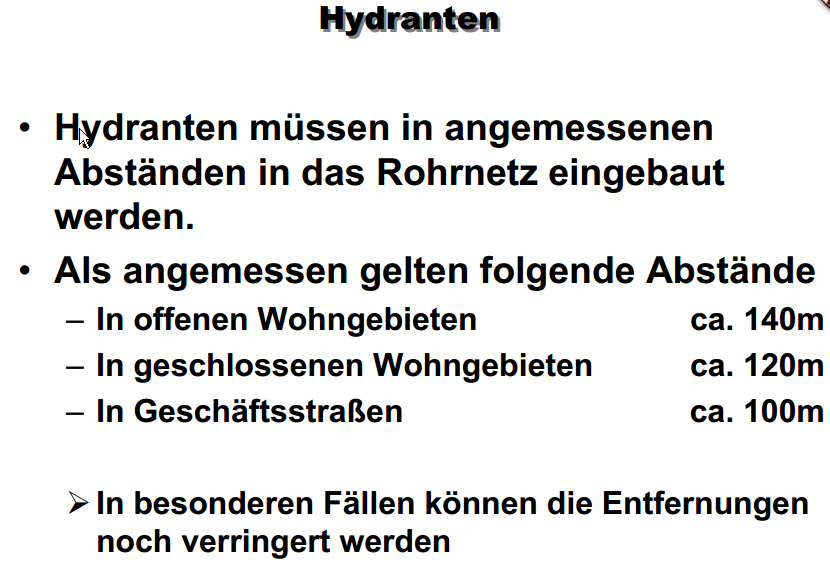 Hydranten
• Hydranten müssen in angemessenen
Abständen in das Rohrnetz eingebaut
werden.
• Als angemessen gelten folgende Abstände
– In offenen Wohngebieten ca. 140m
– In geschlossenen Wohngebieten ca. 120m
– In Geschäftsstraßen ca. 100m
➢ In besonderen Fällen können die Entfernungen
noch verringert werden